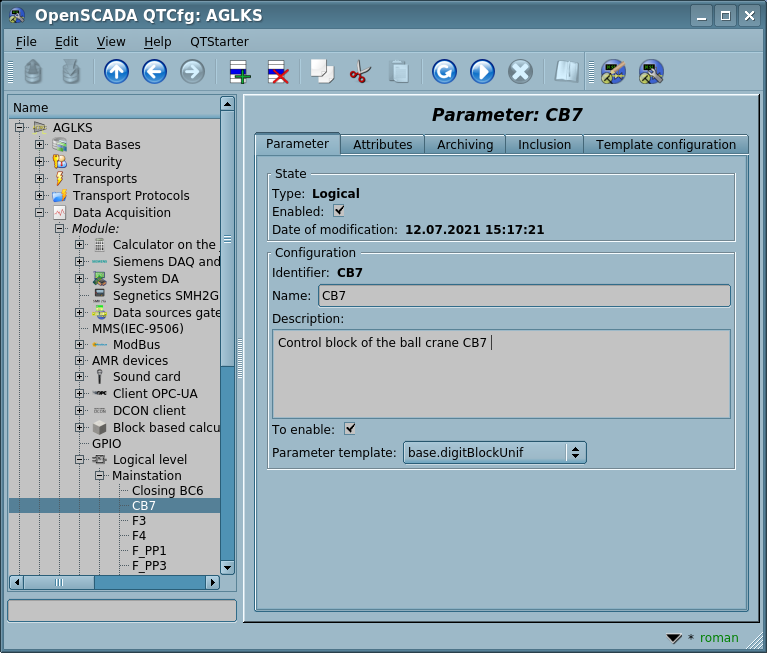 OpenSCADA QTCfg: AGLKS
File Edit View Help QTStarter
Name
AGLKS
Data Bases
Security
Transports
Transport Protocols
Data Acquisition
Module:
Calculator on the
Siemens DAQ and
System DA
Segnetics SMH2G
Data sources gate
MMS(IEC-9506)
ModBus
AMR devices
Sound card
Client OPC-UA
DCON client
Block based calcu
GPIO
Logical level
Mainstation
Closing BC6
CB7
F3
F4
F_PP1
F_PP3
Parameter: CB7
Parameter Attributes Archiving Inclusion Template configuration
State
Type: Logical
Enabled:
Date of modification: 12.07.2021 15:17:21
Configuration
Identifier: CB7
Name: CB7
Description:
Control block of the ball crane CB7
To enable:
Parameter template: base.digitBlockUnif
* roman